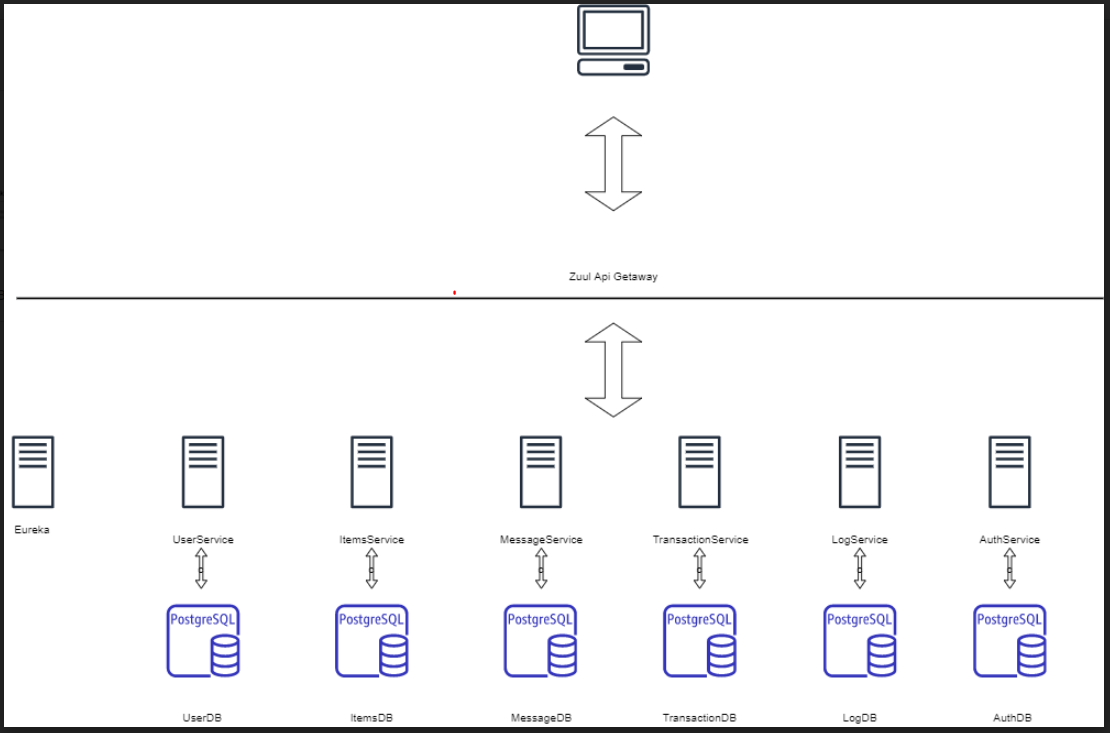 Zuul Api Getaway
Eureka
UserService
ItemsService
MessageService
TransactionService
LogService
AuthService
PostgreSQL
PostgreSQL
PostgreSQL
PostgreSQL
PostgreSQL
PostgreSQL
UserDB
ItemsDB
MessageDB
TransactionDB
LogDB
AuthDB